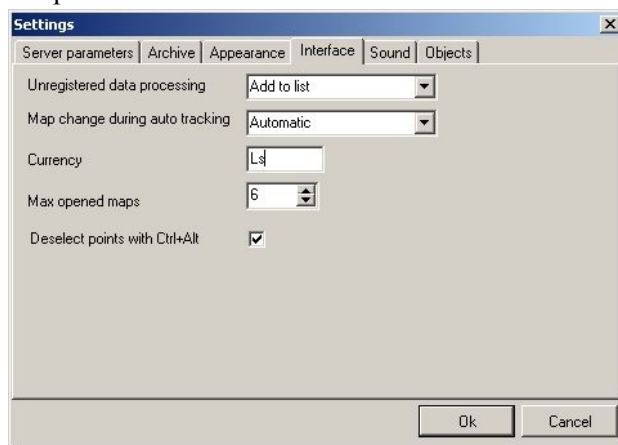 Settings
Server parameters Archive Appearance Interface Sound Objects
Unregistered data processing Add to list
Map change during auto tracking Automatic
Currency Ls
Max opened maps 6
Deselect points with Ctrl+Alt
Ok Cancel